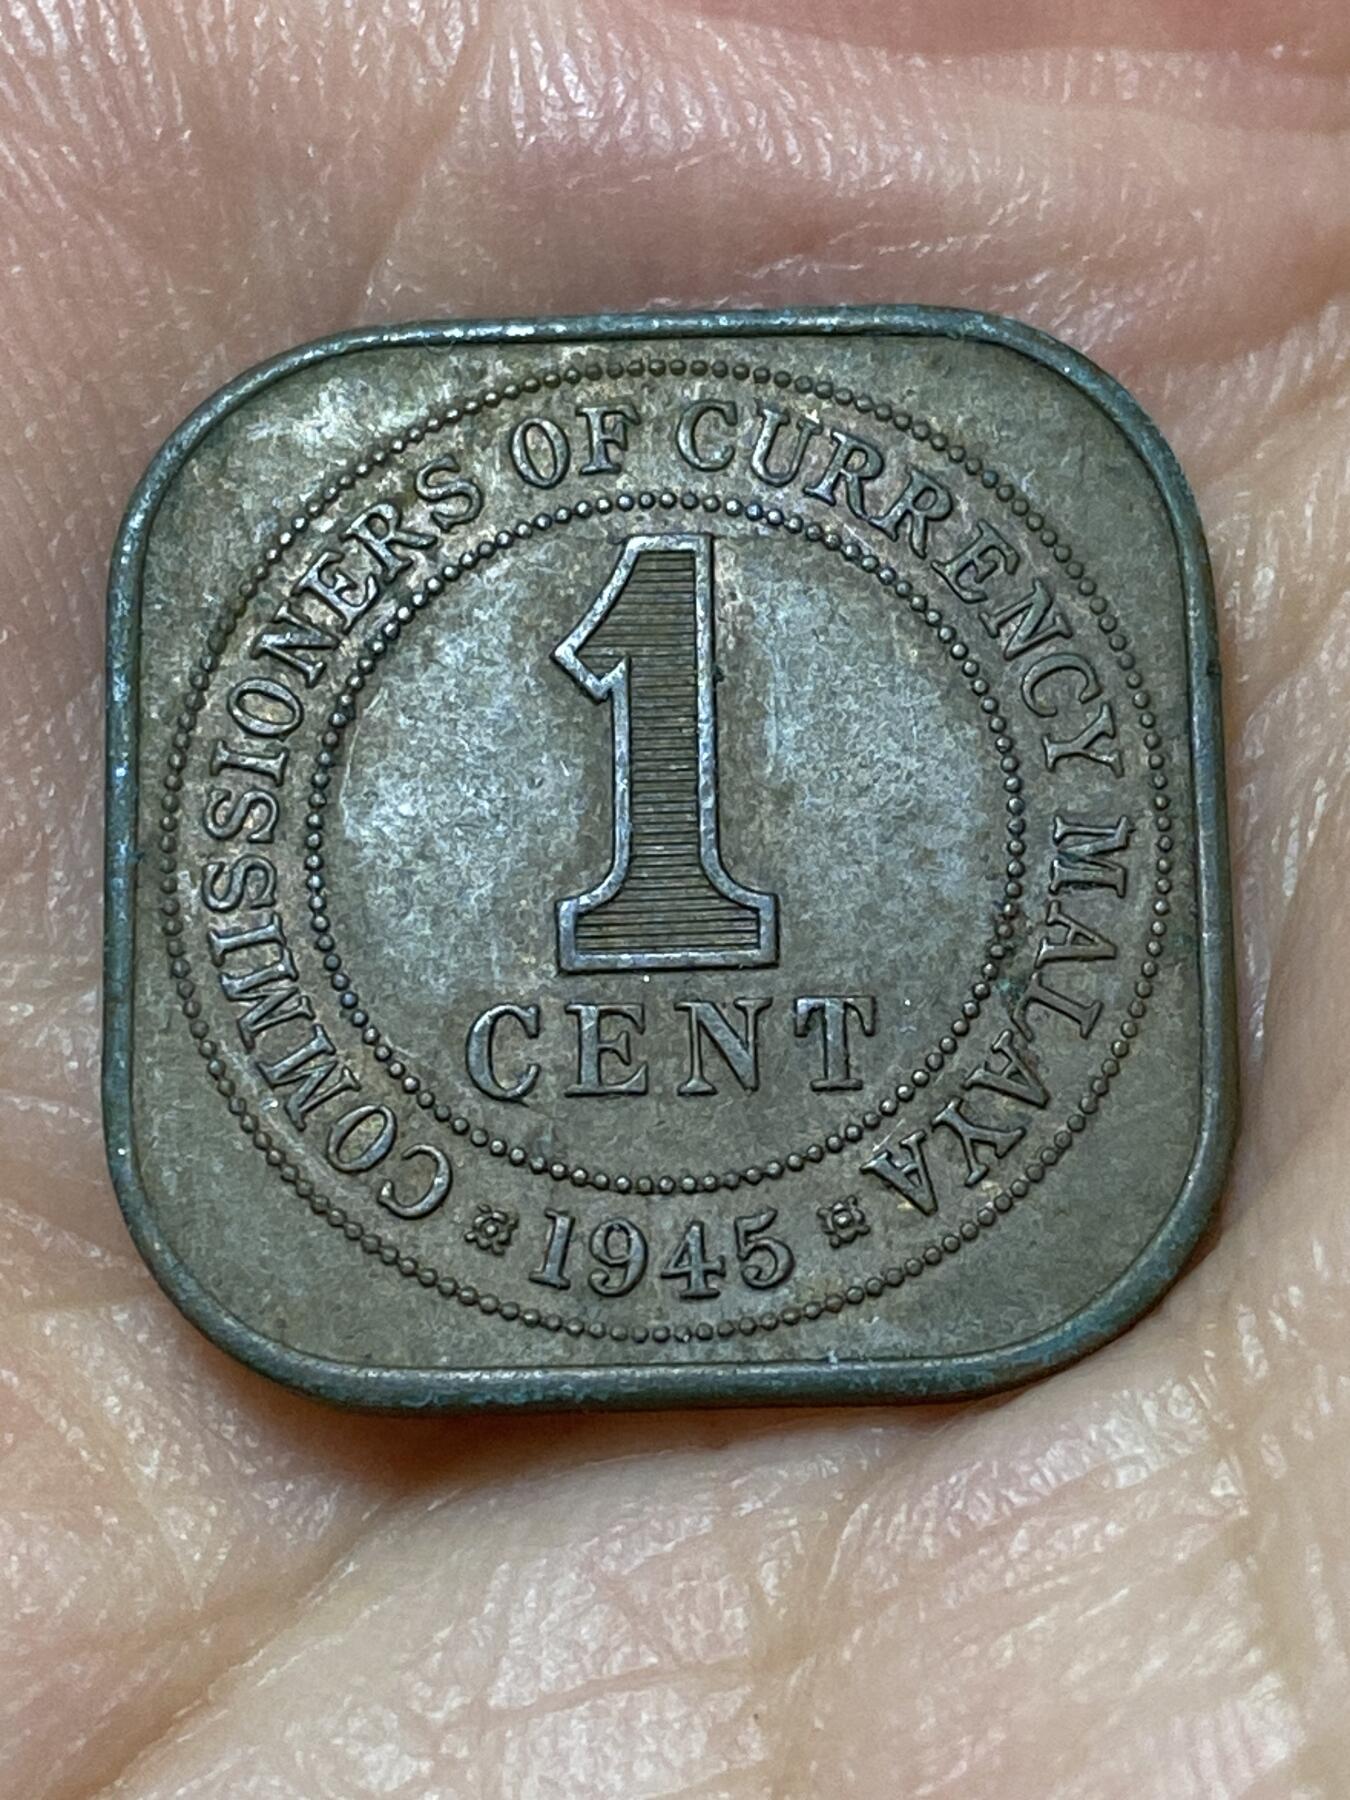 COMMISSIONERS OF CURRENCY MALAYA
1
CENT
1945